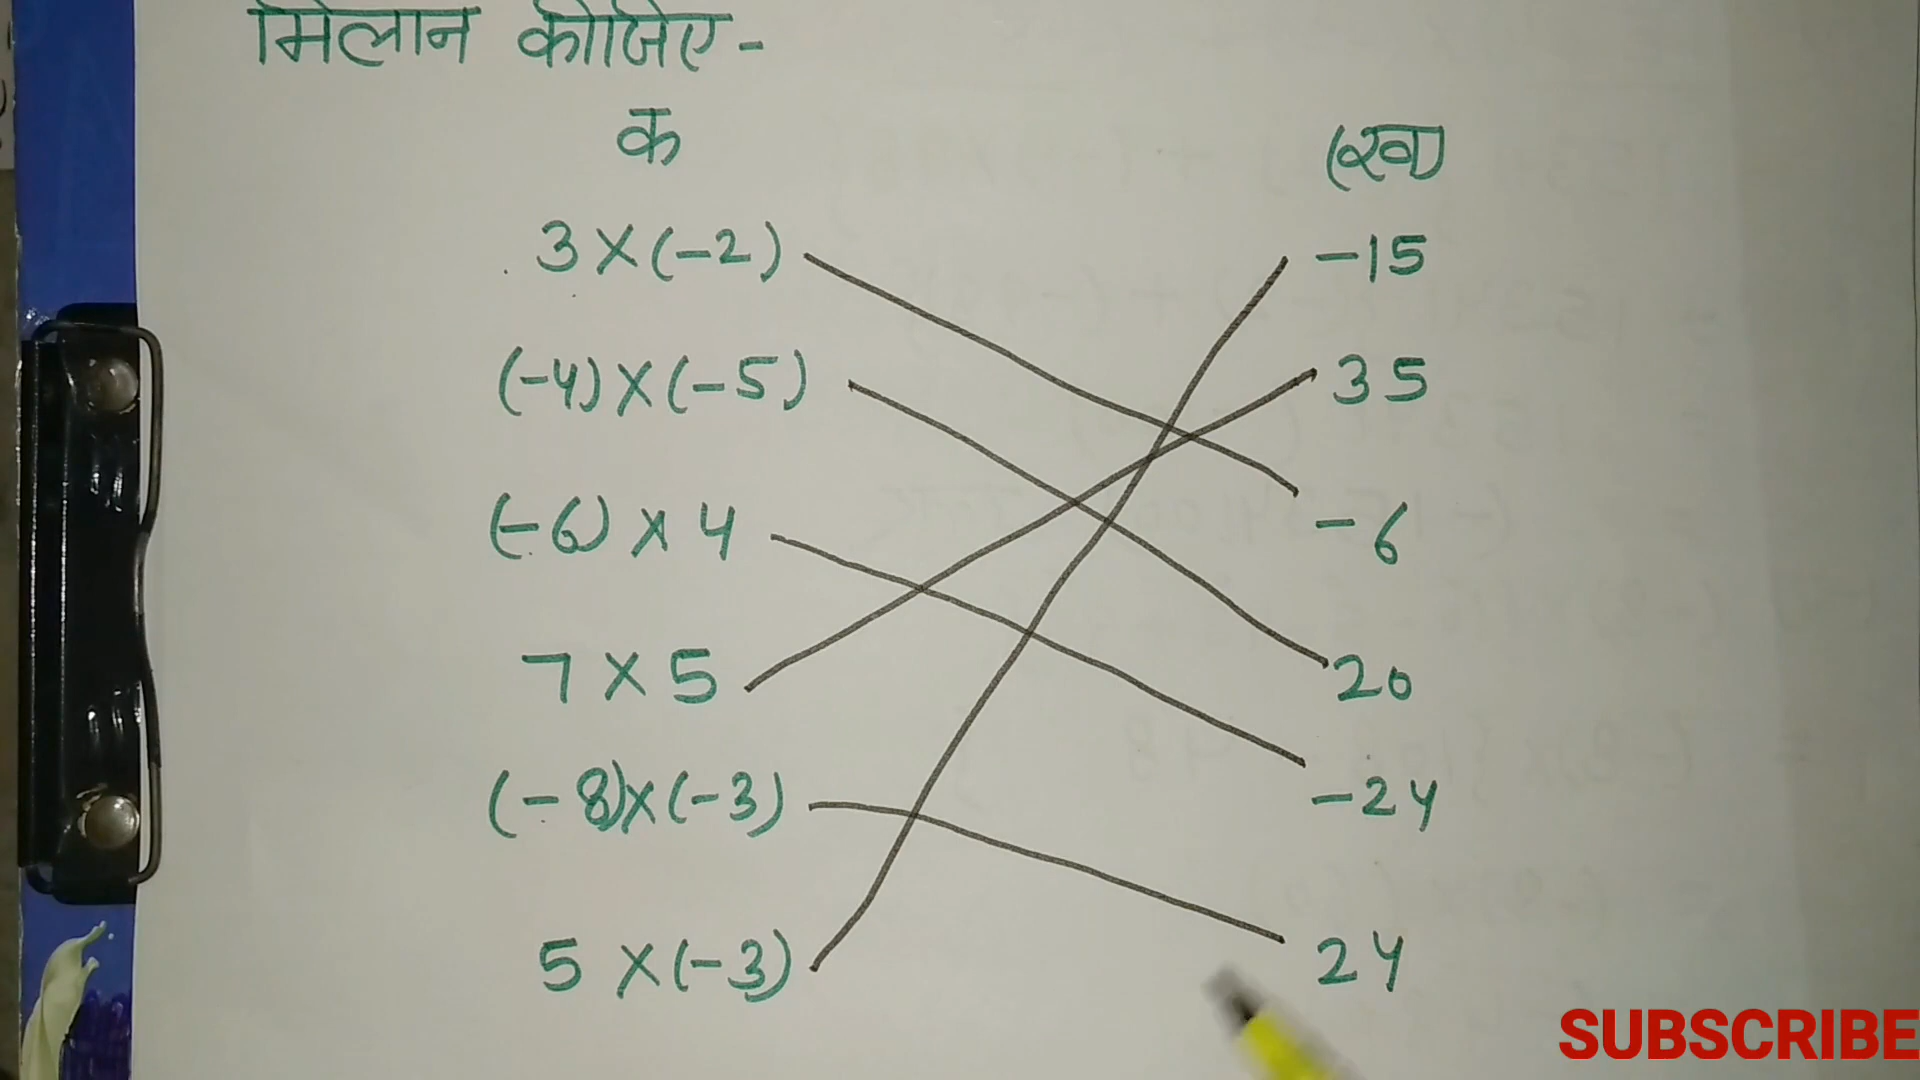 मिलान कीजिए -
क (ख)
3 × (-2) -15
(-4) × (-5) 35
(-6) × 4 -6
7 × 5 20
(-8) × (-3) -24
5 × (-3) 24
SUBSCRIBE